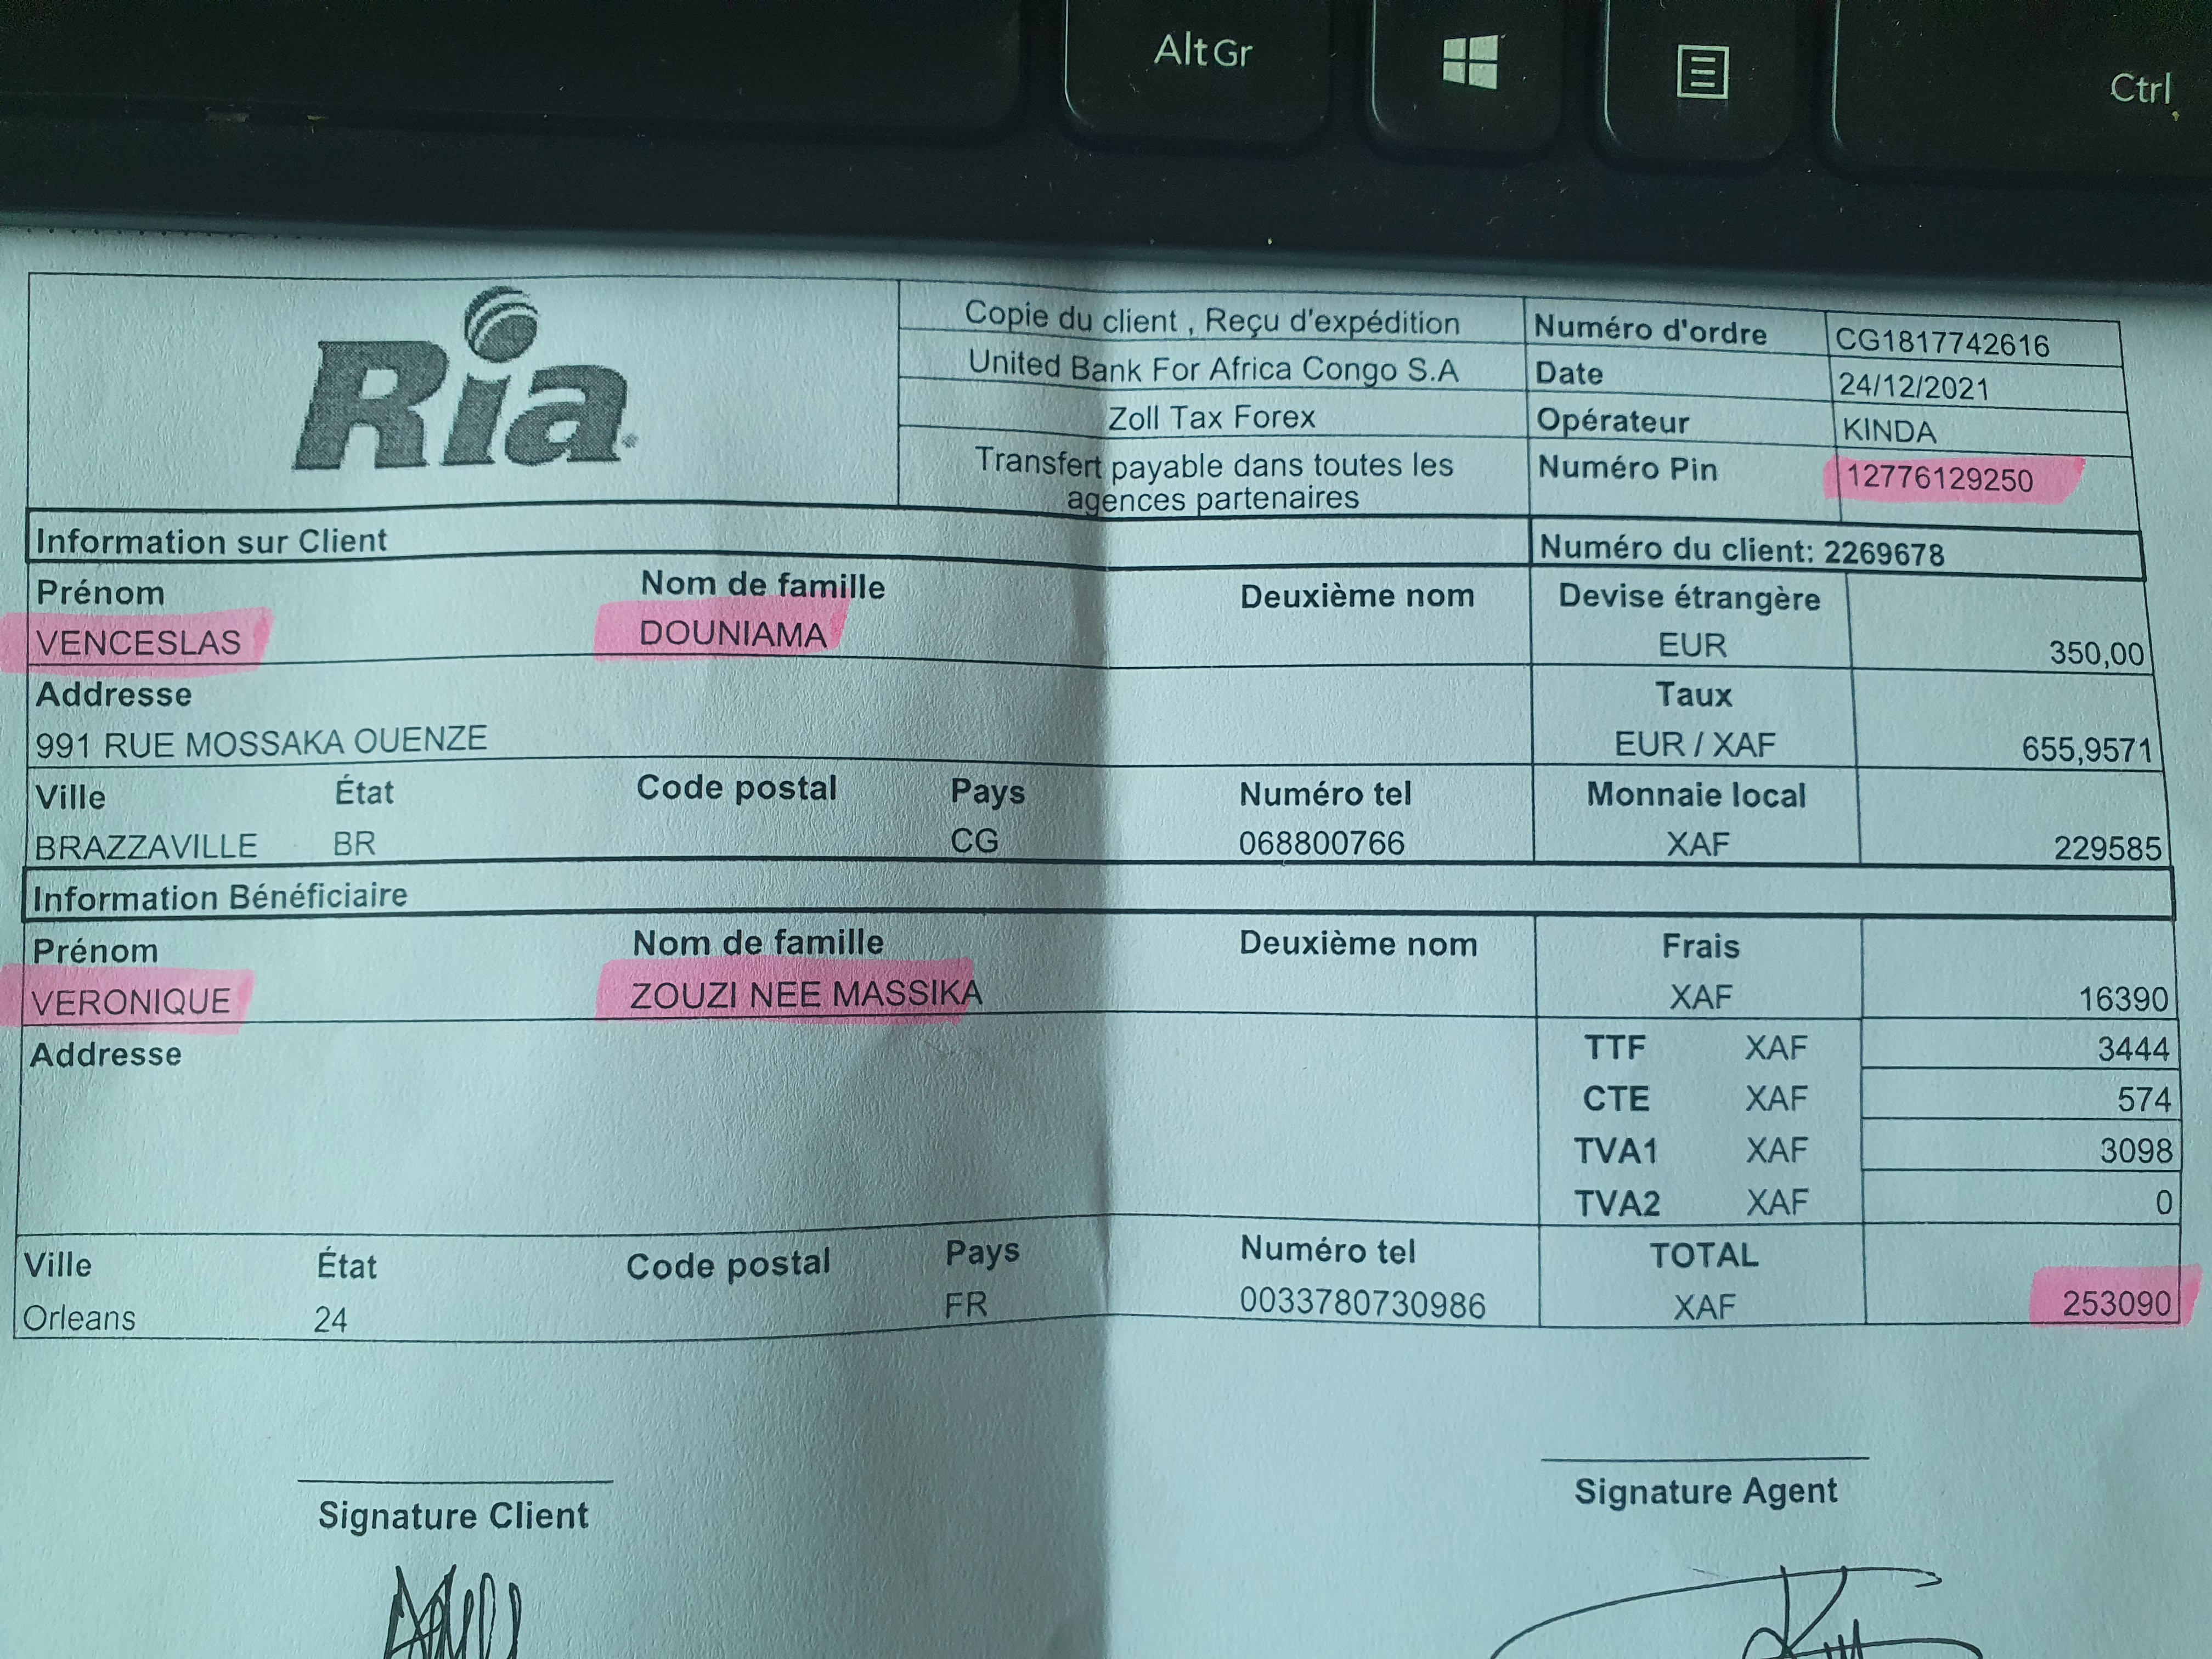 AltGr
Ctrl
Ria
Copie du client , Reçu d'expédition
United Bank For Africa Congo S.A
Zoll Tax Forex
Transfert payable dans toutes les
agences partenaires
Numéro d'ordre CG1817742616
Date 24/12/2021
Opérateur KINDA
Numéro Pin 12776129250
Information sur Client
Numéro du client: 2269678
Prénom Nom de famille Deuxième nom
VENCESLAS DOUNIAMA
Devise étrangère
EUR 350,00
Addresse
991 RUE MOSSAKA OUENZE
Taux
EUR / XAF 655,9571
Ville État Code postal Pays Numéro tel
BRAZZAVILLE BR CG 068800766
Monnaie local
XAF 229585
Information Bénéficiaire
Prénom Nom de famille Deuxième nom
VERONIQUE ZOUZI NEE MASSIKA
Frais
XAF 16390
Addresse
TTF XAF 3444
CTE XAF 574
TVA1 XAF 3098
TVA2 XAF 0
Ville État Code postal Pays Numéro tel
Orleans 24 FR 0033780730986
TOTAL
XAF 253090
Signature Client
Signature Agent